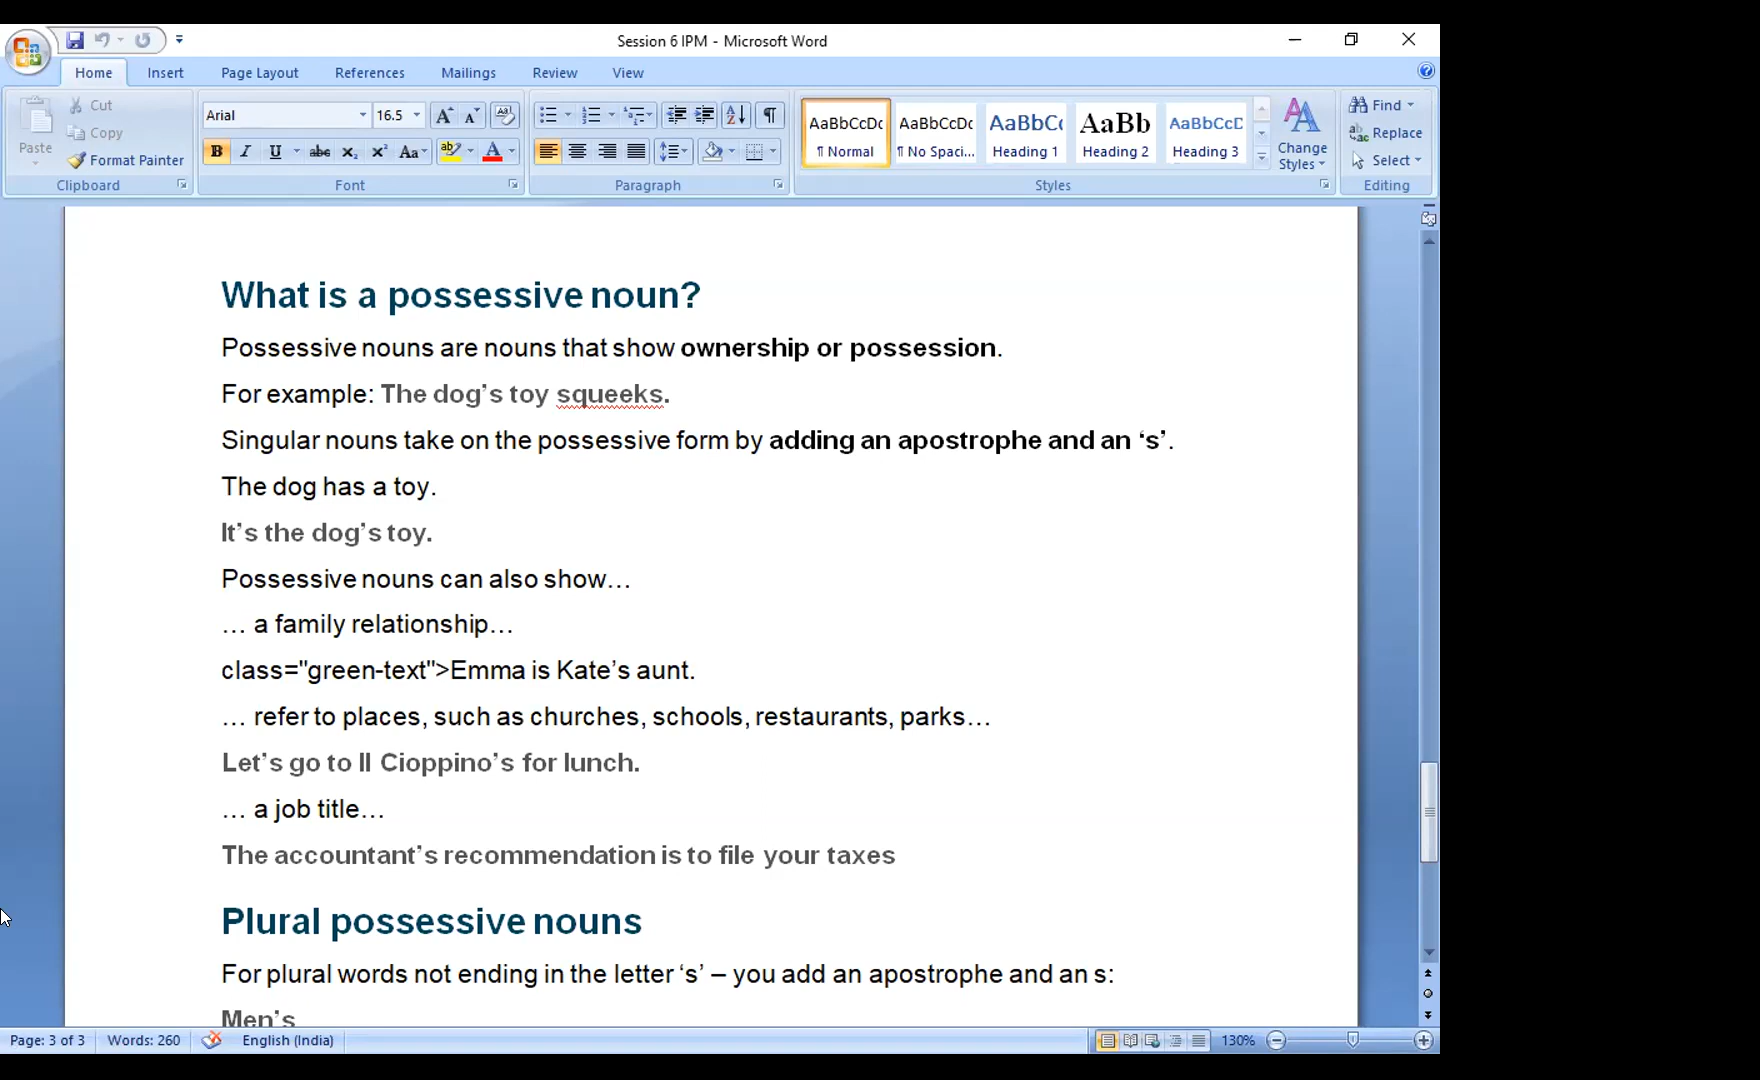 Session 6 IPM - Microsoft Word
Home Insert Page Layout References Mailings Review View
Paste
Cut
Copy
Format Painter
Clipboard
Arial 16.5
B I U abc X₂ X² Aa
Font
Paragraph
AaBbCcDc AaBbCcDc AaBbC( AaBb AaBbCcD
¶ Normal ¶ No Spaci... Heading 1 Heading 2 Heading 3
Styles
Change Styles
Find
Replace
Select
Editing
What is a possessive noun?
Possessive nouns are nouns that show ownership or possession.
For example: The dog’s toy squeeks.
Singular nouns take on the possessive form by adding an apostrophe and an ‘s’.
The dog has a toy.
It’s the dog’s toy.
Possessive nouns can also show…
… a family relationship…
class="green-text">Emma is Kate’s aunt.
… refer to places, such as churches, schools, restaurants, parks…
Let’s go to Il Cioppino’s for lunch.
… a job title…
The accountant’s recommendation is to file your taxes
Plural possessive nouns
For plural words not ending in the letter ‘s’ – you add an apostrophe and an s:
Men’s
Page: 3 of 3 Words: 260 English (India) 130%